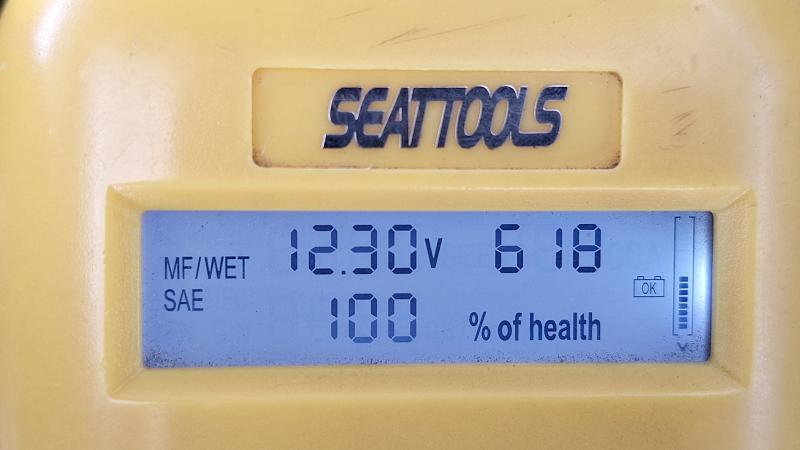 SEATTOOLS
MF/WET 12.30V 618
SAE 100 % of health
OK
V